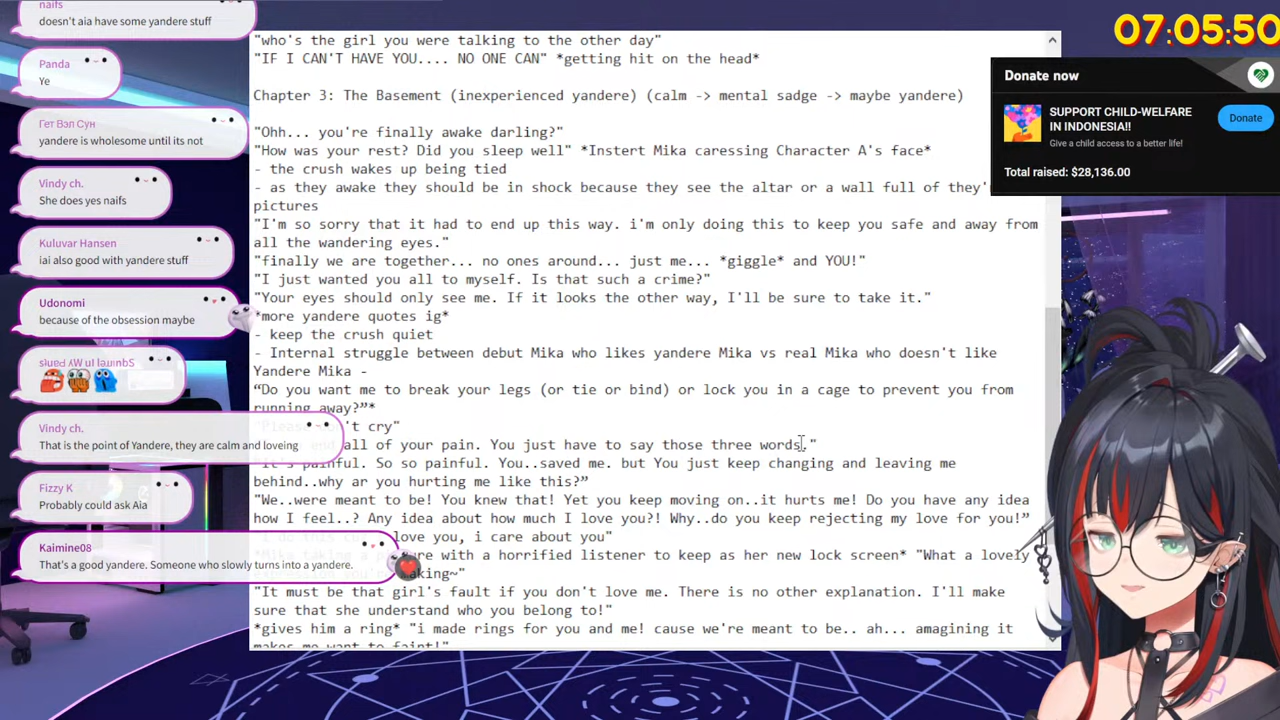 naifs
doesn't aia have some yandere stuff
Panda
Ye
Гет Вэл Сун
yandere is wholesome until its not
Vindy ch.
She does yes naifs
Kuluvar Hansen
iai also good with yandere stuff
Udonomi
because of the obsession maybe
Vindy ch.
That is the point of Yandere, they are calm and loveing
Fizzy K
Probably could ask Aia
Kaimine08
That's a good yandere. Someone who slowly turns into a yandere.
"who's the girl you were talking to the other day"
"IF I CAN'T HAVE YOU.... NO ONE CAN" *getting hit on the head*
Chapter 3: The Basement (inexperienced yandere) (calm -> mental sadge -> maybe yandere)
"Ohh... you're finally awake darling?"
"How was your rest? Did you sleep well" *Instert Mika caressing Character A's face*
- the crush wakes up being tied
- as they awake they should be in shock because they see the altar or a wall full of they'
pictures
"I'm so sorry that it had to end up this way. i'm only doing this to keep you safe and away from
all the wandering eyes."
"finally we are together... no ones around... just me... *giggle* and YOU!"
"I just wanted you all to myself. Is that such a crime?"
"Your eyes should only see me. If it looks the other way, I'll be sure to take it."
*more yandere quotes ig*
- keep the crush quiet
- Internal struggle between debut Mika who likes yandere Mika vs real Mika who doesn't like
Yandere Mika -
“Do you want me to break your legs (or tie or bind) or lock you in a cage to prevent you from
running away?”*
"Please don't cry"
all of your pain. You just have to say those three words."
"It's painful. So so painful. You..saved me. but You just keep changing and leaving me
behind..why ar you hurting me like this?”
"We..were meant to be! You knew that! Yet you keep moving on..it hurts me! Do you have any idea
how I feel..? Any idea about how much I love you?! Why..do you keep rejecting my love for you!”
love you, i care about you"
with a horrified listener to keep as her new lock screen* "What a lovely
making~"
"It must be that girl's fault if you don't love me. There is no other explanation. I'll make
sure that she understand who you belong to!"
*gives him a ring* "i made rings for you and me! cause we're meant to be.. ah... amagining it
makes me want to faint!"
07:05:50
Donate now
SUPPORT CHILD-WELFARE
IN INDONESIA!!
Give a child access to a better life!
Donate
Total raised: $28,136.00